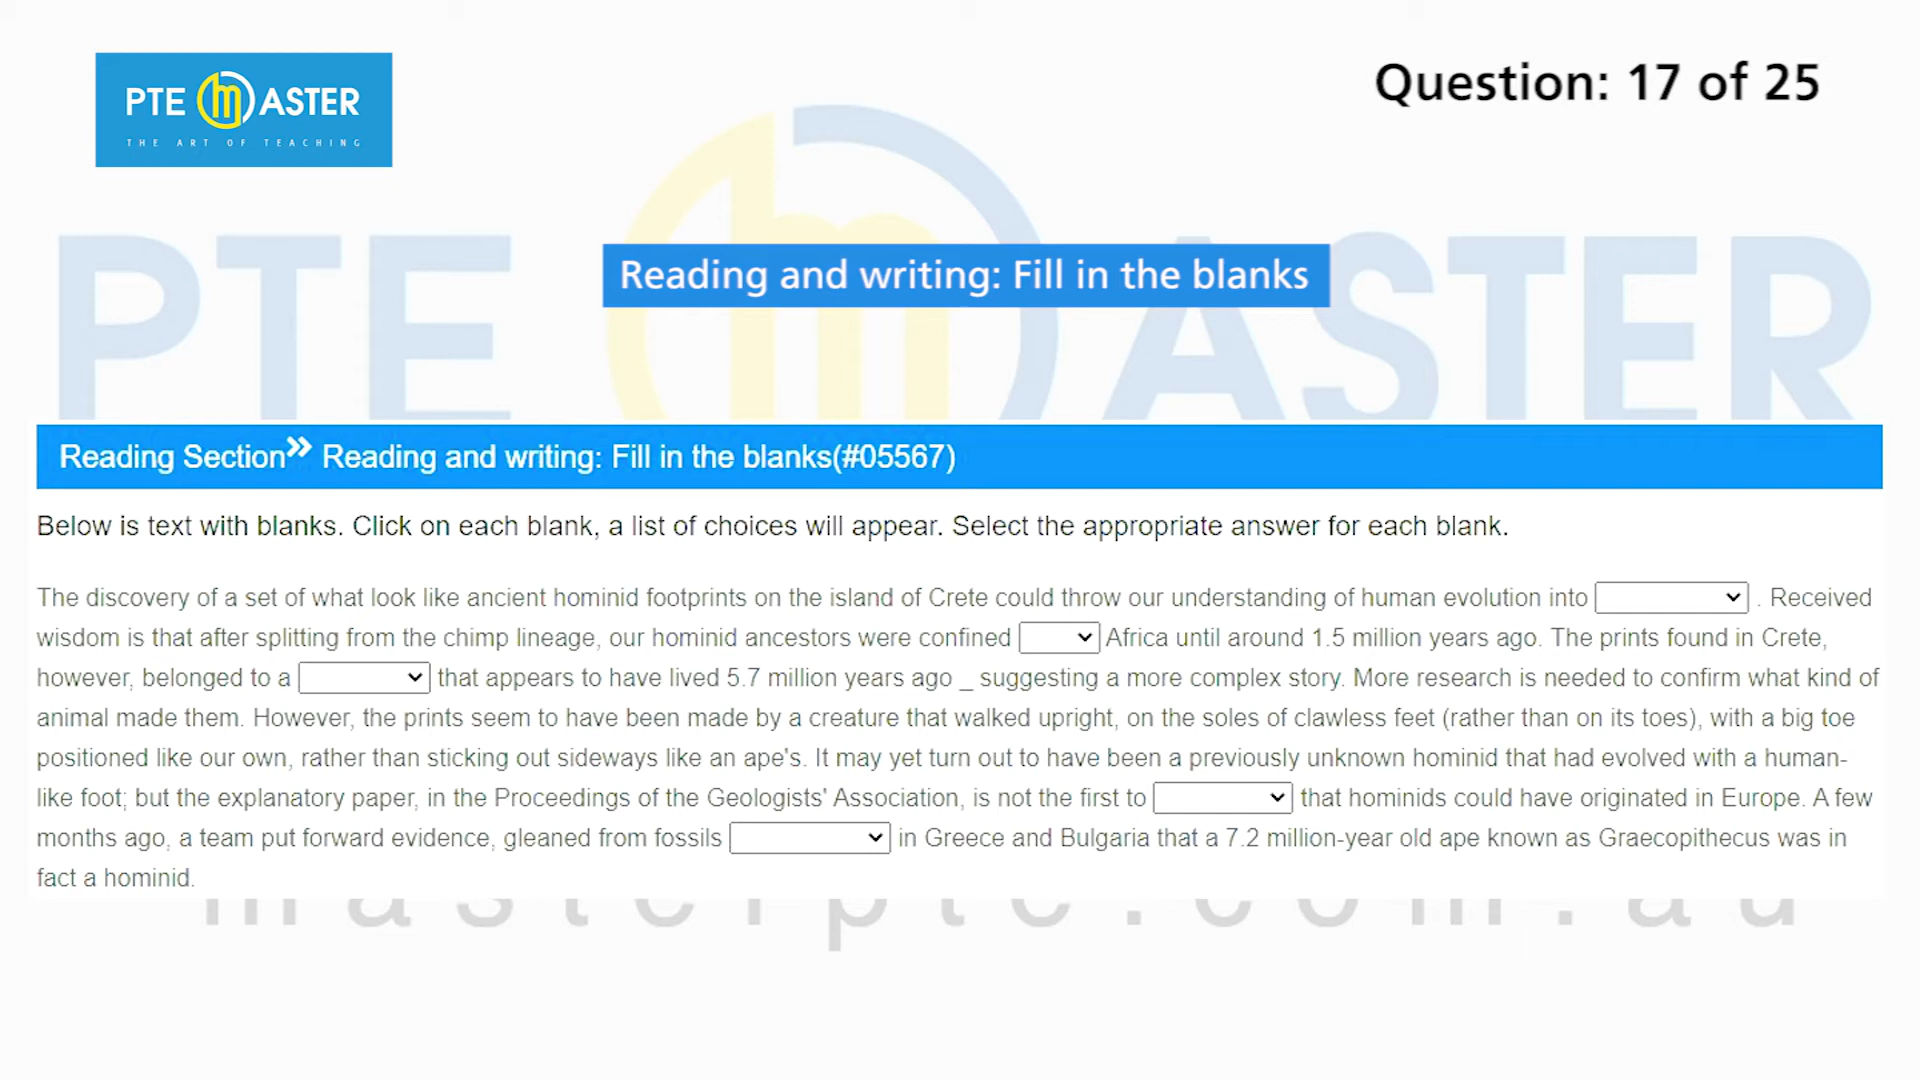 PTE MASTER
THE ART OF TEACHING
Question: 17 of 25
PTE MASTER
Reading and writing: Fill in the blanks
Reading Section» Reading and writing: Fill in the blanks(#05567)
Below is text with blanks. Click on each blank, a list of choices will appear. Select the appropriate answer for each blank.
The discovery of a set of what look like ancient hominid footprints on the island of Crete could throw our understanding of human evolution into . Received
wisdom is that after splitting from the chimp lineage, our hominid ancestors were confined Africa until around 1.5 million years ago. The prints found in Crete,
however, belonged to a that appears to have lived 5.7 million years ago _ suggesting a more complex story. More research is needed to confirm what kind of
animal made them. However, the prints seem to have been made by a creature that walked upright, on the soles of clawless feet (rather than on its toes), with a big toe
positioned like our own, rather than sticking out sideways like an ape's. It may yet turn out to have been a previously unknown hominid that had evolved with a human-
like foot; but the explanatory paper, in the Proceedings of the Geologists' Association, is not the first to that hominids could have originated in Europe. A few
months ago, a team put forward evidence, gleaned from fossils in Greece and Bulgaria that a 7.2 million-year old ape known as Graecopithecus was in
fact a hominid.
masterpte.com.au